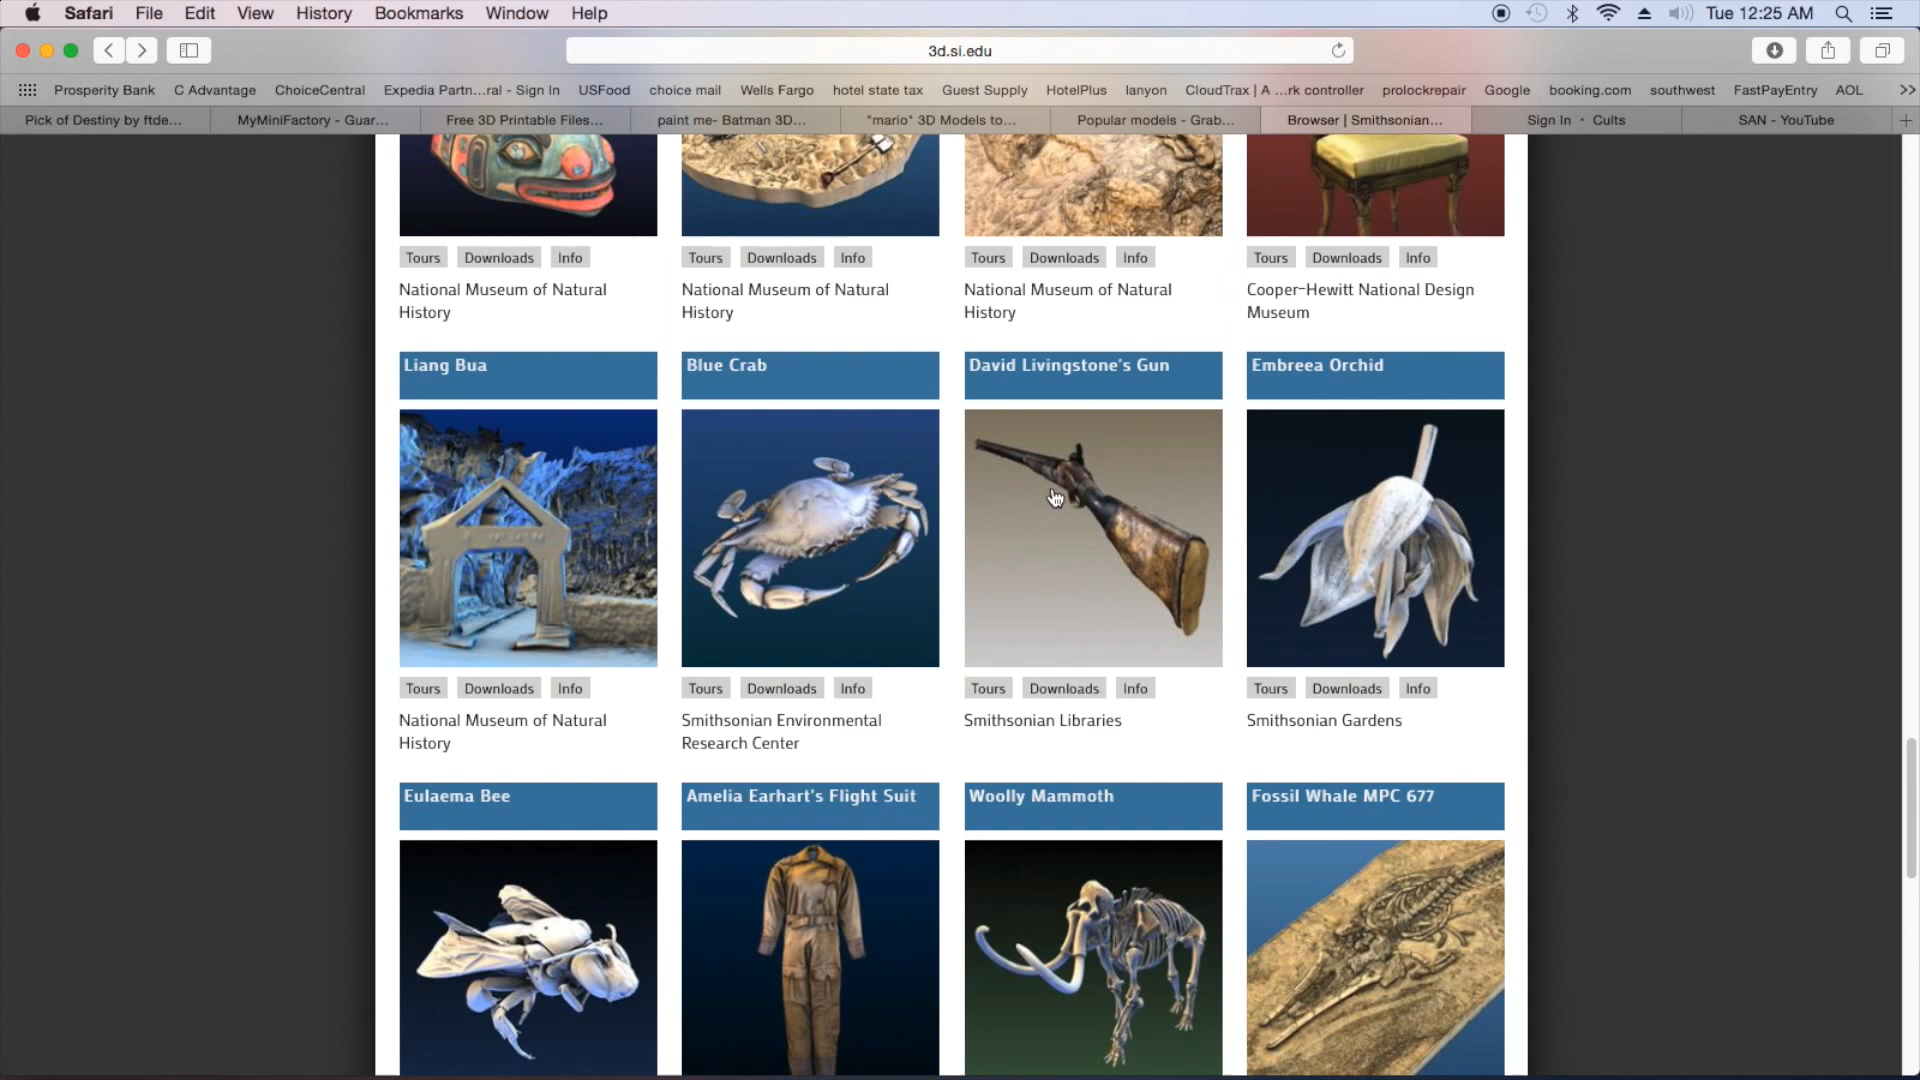 Safari File Edit View History Bookmarks Window Help Tue 12:25 AM
3d.si.edu
Prosperity Bank C Advantage ChoiceCentral Expedia Partn...ral - Sign In USFood choice mail Wells Fargo hotel state tax Guest Supply HotelPlus lanyon CloudTrax | A ...rk controller prolockrepair Google booking.com southwest FastPayEntry AOL >>
Pick of Destiny by ftde... MyMiniFactory - Guar... Free 3D Printable Files... paint me- Batman 3D... "mario" 3D Models to... Popular models - Grab... Browser | Smithsonian... Sign In · Cults SAN - YouTube +
Tours Downloads Info Tours Downloads Info Tours Downloads Info Tours Downloads Info
National Museum of Natural National Museum of Natural National Museum of Natural Cooper-Hewitt National Design
History History History Museum
Liang Bua Blue Crab David Livingstone's Gun Embreea Orchid
Tours Downloads Info Tours Downloads Info Tours Downloads Info Tours Downloads Info
National Museum of Natural Smithsonian Environmental Smithsonian Libraries Smithsonian Gardens
History Research Center
Eulaema Bee Amelia Earhart's Flight Suit Woolly Mammoth Fossil Whale MPC 677